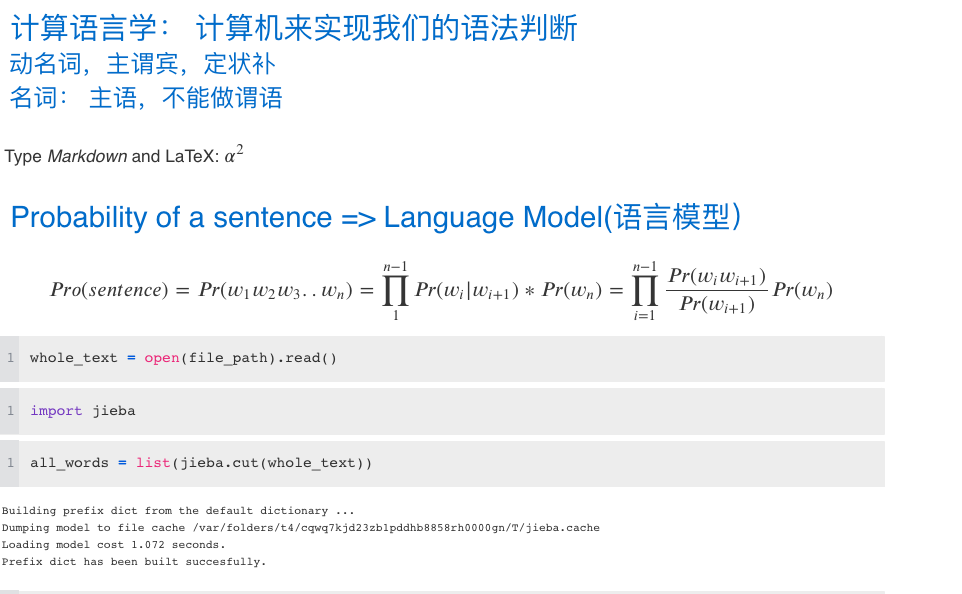 计算语言学： 计算机来实现我们的语法判断
动名词，主谓宾，定状补
名词： 主语，不能做谓语
Type Markdown and LaTeX: α²
Probability of a sentence => Language Model(语言模型）
Pro(sentence) = Pr(w₁w₂w₃..wₙ) = ∏₁ⁿ⁻¹ Pr(wᵢ|wᵢ₊₁) * Pr(wₙ) = ∏ᵢ₌₁ⁿ⁻¹ Pr(wᵢwᵢ₊₁)/Pr(wᵢ₊₁) Pr(wₙ)
1 whole_text = open(file_path).read()
1 import jieba
1 all_words = list(jieba.cut(whole_text))
Building prefix dict from the default dictionary ...
Dumping model to file cache /var/folders/t4/cqwq7kjd23zb1pddhb8858rh0000gn/T/jieba.cache
Loading model cost 1.072 seconds.
Prefix dict has been built succesfully.